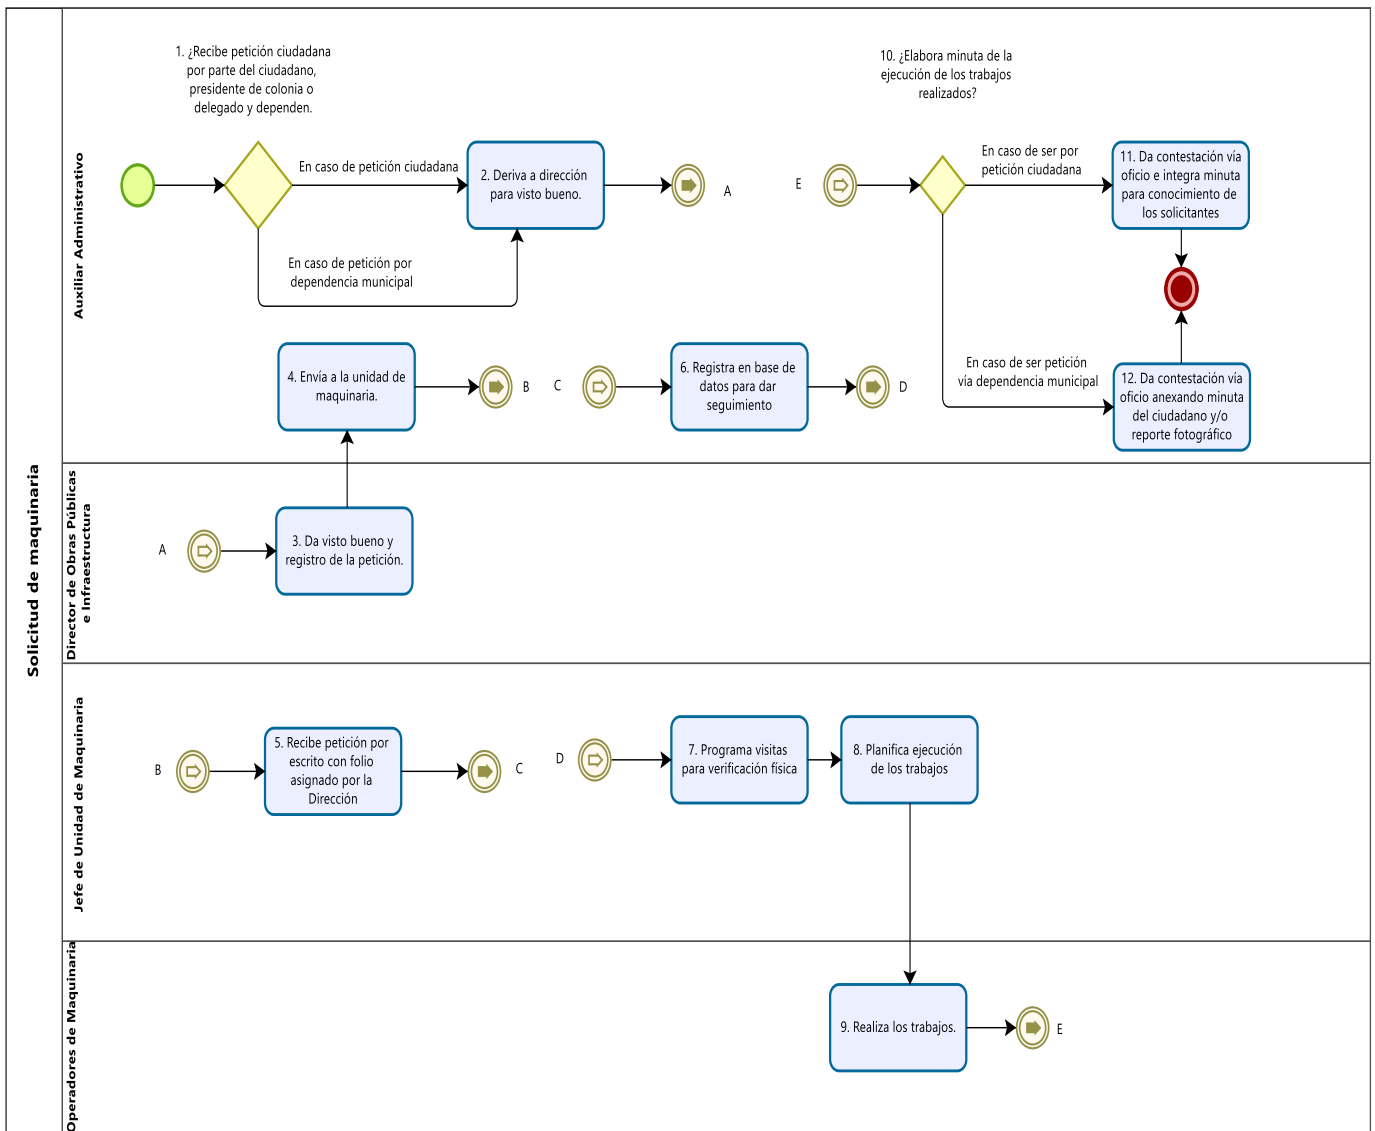 Solicitud de maquinaria
Auxiliar Administrativo
1. ¿Recibe petición ciudadana
por parte del ciudadano,
presidente de colonia o
delegado y dependen.
En caso de petición ciudadana
En caso de petición por
dependencia municipal
2. Deriva a dirección
para visto bueno.
A
E
10. ¿Elabora minuta de la
ejecución de los trabajos
realizados?
En caso de ser por
petición ciudadana
11. Da contestación vía
oficio e integra minuta
para conocimiento de
los solicitantes
En caso de ser petición
vía dependencia municipal
12. Da contestación vía
oficio anexando minuta
del ciudadano y/o
reporte fotográfico
4. Envía a la unidad de
maquinaria.
B
C
6. Registra en base de
datos para dar
seguimiento
D
Director de Obras Públicas
e Infraestructura
A
3. Da visto bueno y
registro de la petición.
Jefe de Unidad de Maquinaria
B
5. Recibe petición por
escrito con folio
asignado por la
Dirección
C
D
7. Programa visitas
para verificación física
8. Planifica ejecución
de los trabajos
Operadores de Maquinaria
9. Realiza los trabajos.
E